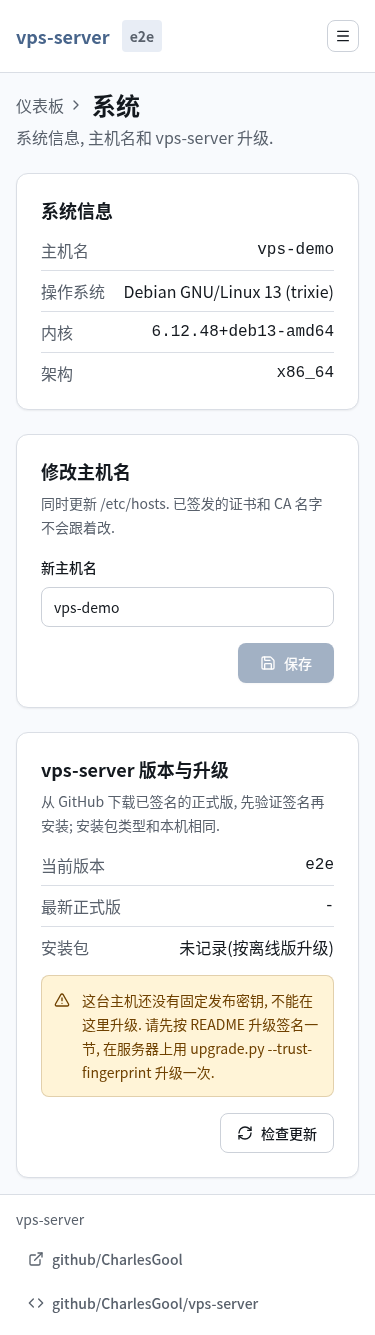 vps-server e2e
仪表板 > 系统
系统信息, 主机名和 vps-server 升级.
系统信息
主机名 vps-demo
操作系统 Debian GNU/Linux 13 (trixie)
内核 6.12.48+deb13-amd64
架构 x86_64
修改主机名
同时更新 /etc/hosts. 已签发的证书和 CA 名字
不会跟着改.
新主机名
vps-demo
保存
vps-server 版本与升级
从 GitHub 下载已签名的正式版, 先验证签名再
安装; 安装包类型和本机相同.
当前版本 e2e
最新正式版 -
安装包 未记录(按离线版升级)
这台主机还没有固定发布密钥, 不能在
这里升级. 请先按 README 升级签名一
节, 在服务器上用 upgrade.py --trust-
fingerprint 升级一次.
检查更新
vps-server
github/CharlesGool
github/CharlesGool/vps-server